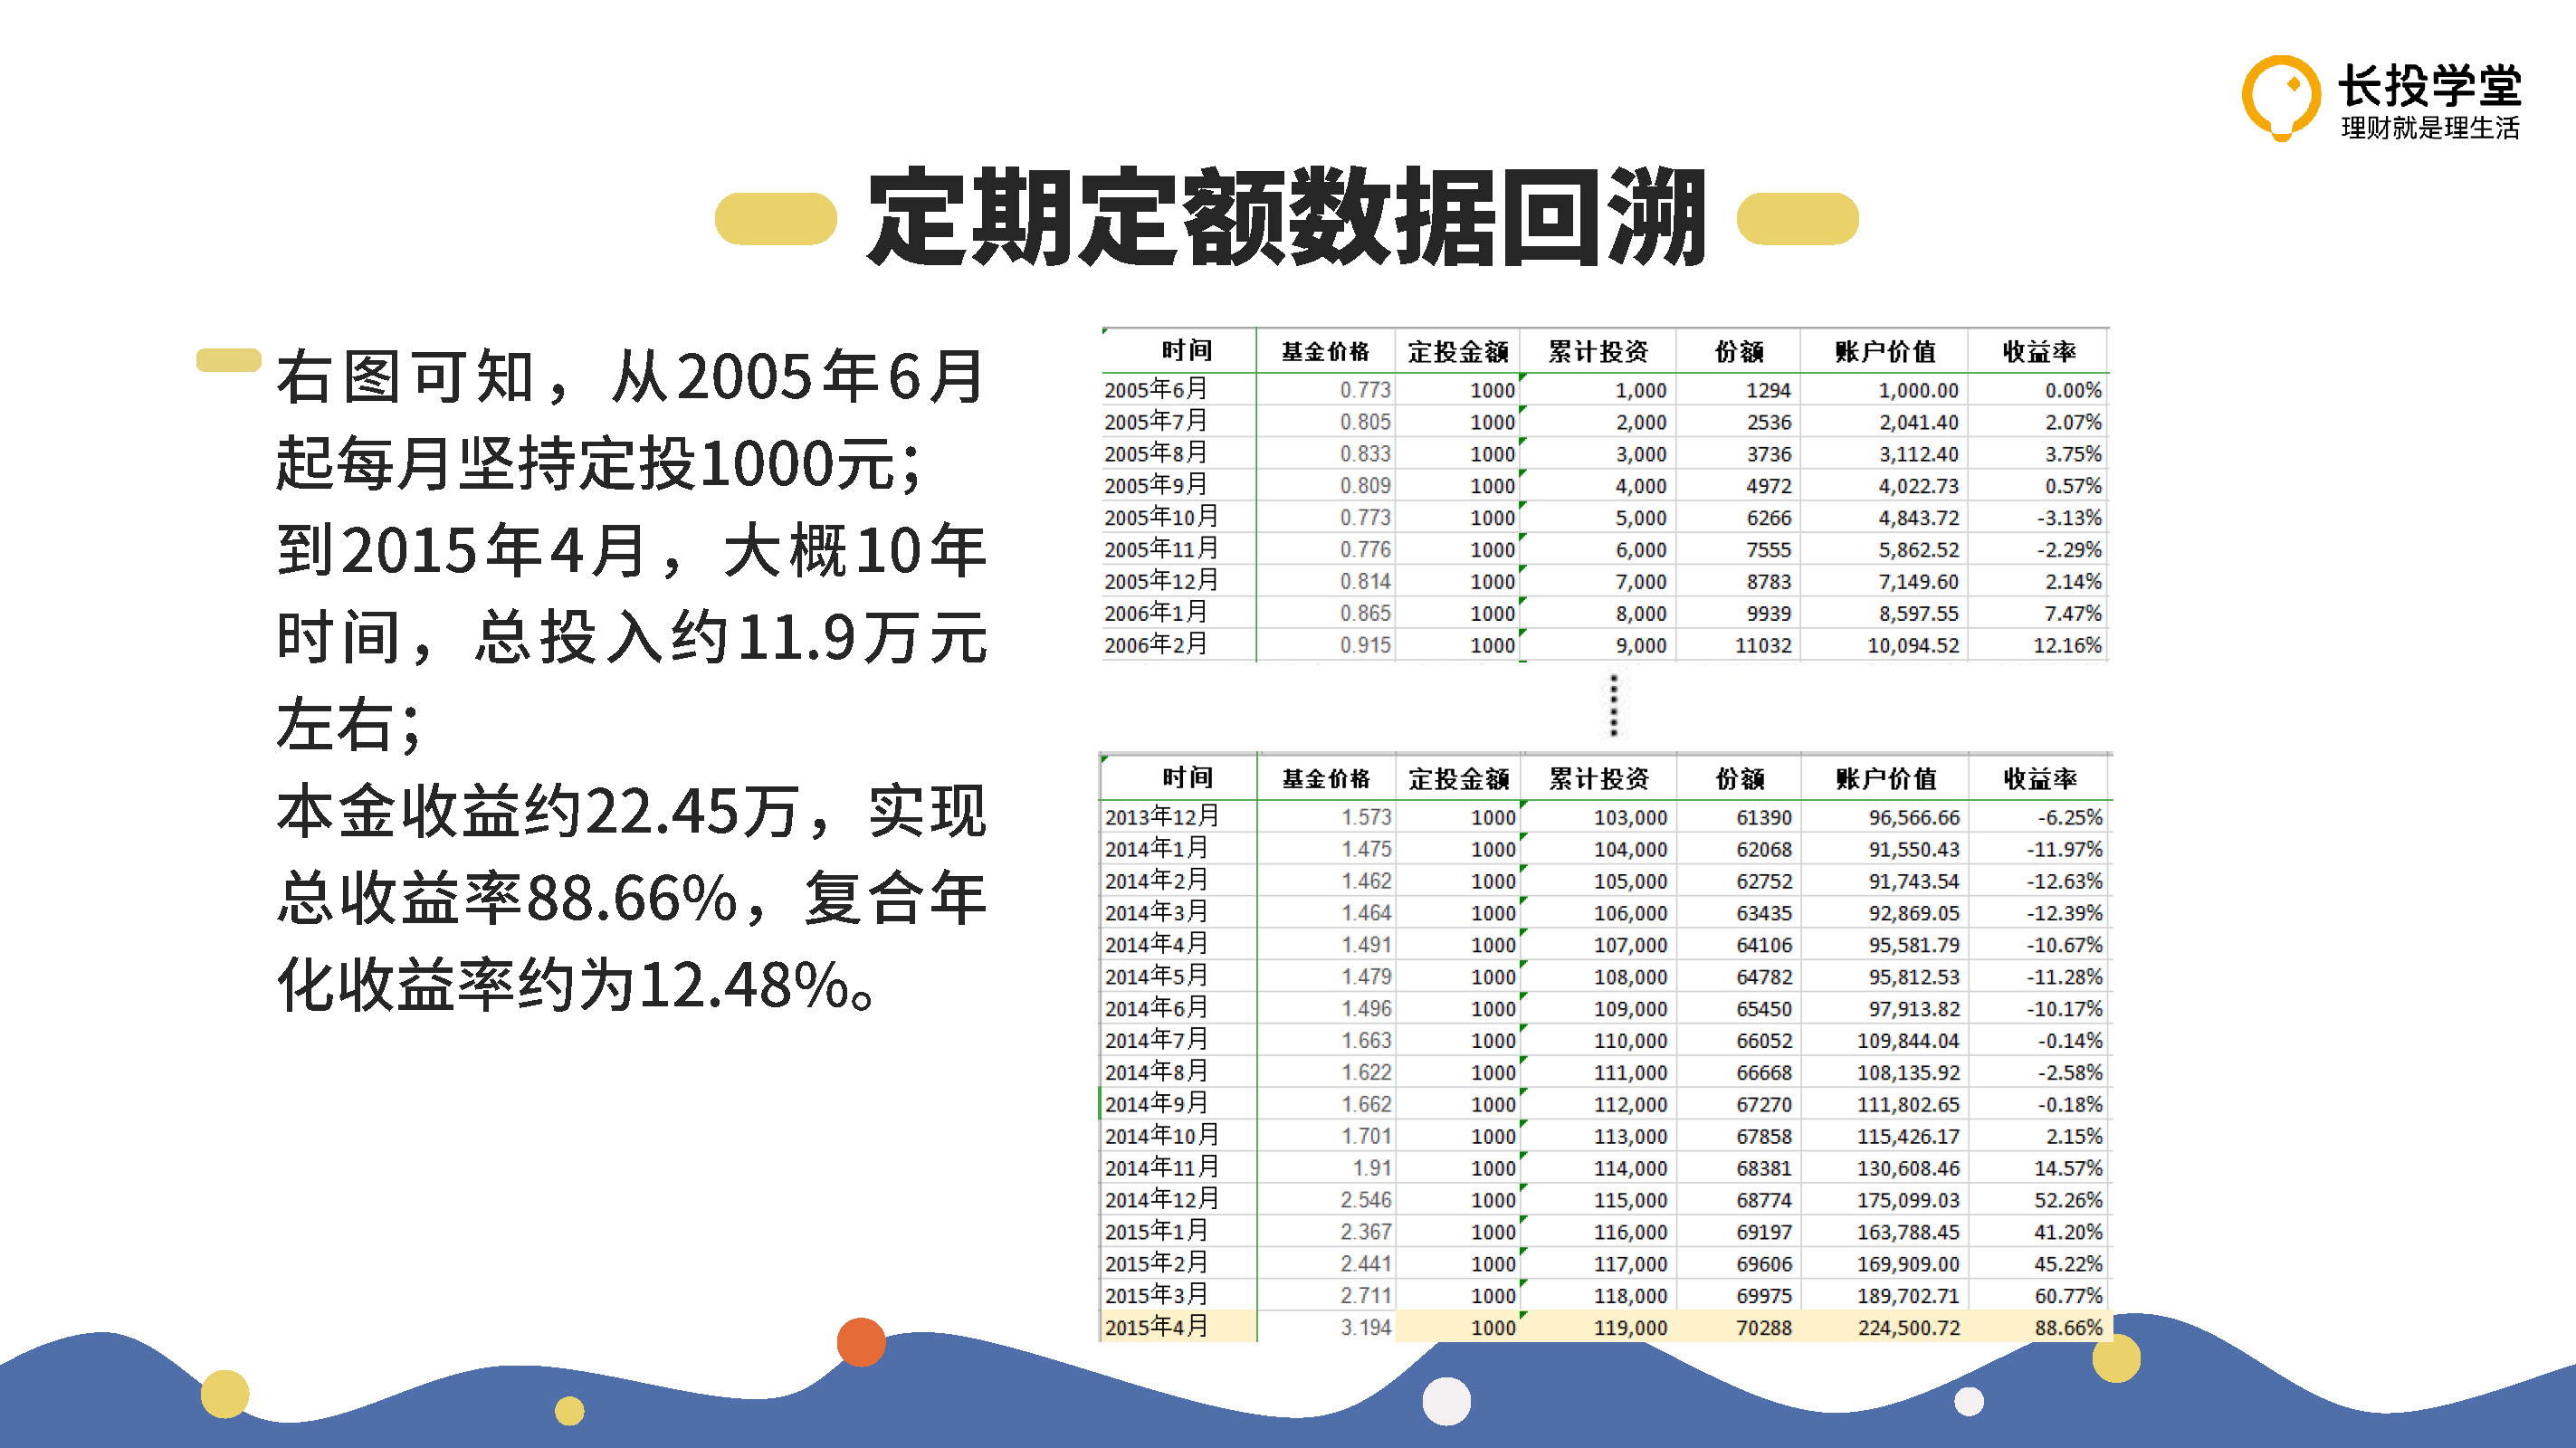 长投学堂
理财就是理生活
定期定额数据回溯
右图可知，从2005年6月
起每月坚持定投1000元；
到2015年4月，大概10年
时间，总投入约11.9万元
左右；
本金收益约22.45万，实现
总收益率88.66%，复合年
化收益率约为12.48%。
时间 基金价格 定投金额 累计投资 份额 账户价值 收益率
2005年6月 0.773 1000 1,000 1294 1,000.00 0.00%
2005年7月 0.805 1000 2,000 2536 2,041.40 2.07%
2005年8月 0.833 1000 3,000 3736 3,112.40 3.75%
2005年9月 0.809 1000 4,000 4972 4,022.73 0.57%
2005年10月 0.773 1000 5,000 6266 4,843.72 -3.13%
2005年11月 0.776 1000 6,000 7555 5,862.52 -2.29%
2005年12月 0.814 1000 7,000 8783 7,149.60 2.14%
2006年1月 0.865 1000 8,000 9939 8,597.55 7.47%
2006年2月 0.915 1000 9,000 11032 10,094.52 12.16%
时间 基金价格 定投金额 累计投资 份额 账户价值 收益率
2013年12月 1.573 1000 103,000 61390 96,566.66 -6.25%
2014年1月 1.475 1000 104,000 62068 91,550.43 -11.97%
2014年2月 1.462 1000 105,000 62752 91,743.54 -12.63%
2014年3月 1.464 1000 106,000 63435 92,869.05 -12.39%
2014年4月 1.491 1000 107,000 64106 95,581.79 -10.67%
2014年5月 1.479 1000 108,000 64782 95,812.53 -11.28%
2014年6月 1.496 1000 109,000 65450 97,913.82 -10.17%
2014年7月 1.663 1000 110,000 66052 109,844.04 -0.14%
2014年8月 1.622 1000 111,000 66668 108,135.92 -2.58%
2014年9月 1.662 1000 112,000 67270 111,802.65 -0.18%
2014年10月 1.701 1000 113,000 67858 115,426.17 2.15%
2014年11月 1.91 1000 114,000 68381 130,608.46 14.57%
2014年12月 2.546 1000 115,000 68774 175,099.03 52.26%
2015年1月 2.367 1000 116,000 69197 163,788.45 41.20%
2015年2月 2.441 1000 117,000 69606 169,909.00 45.22%
2015年3月 2.711 1000 118,000 69975 189,702.71 60.77%
2015年4月 3.194 1000 119,000 70288 224,500.72 88.66%